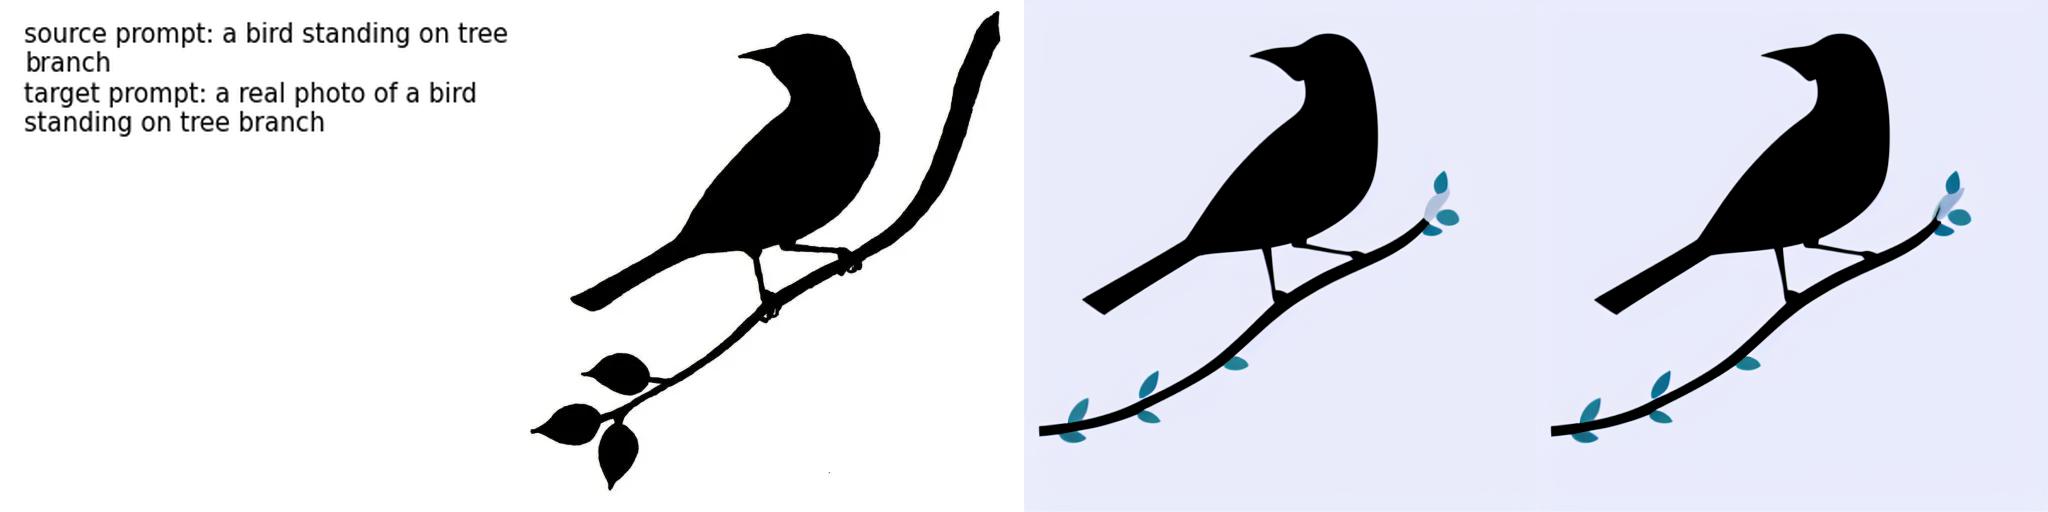 source prompt: a bird standing on tree
branch
target prompt: a real photo of a bird
standing on tree branch